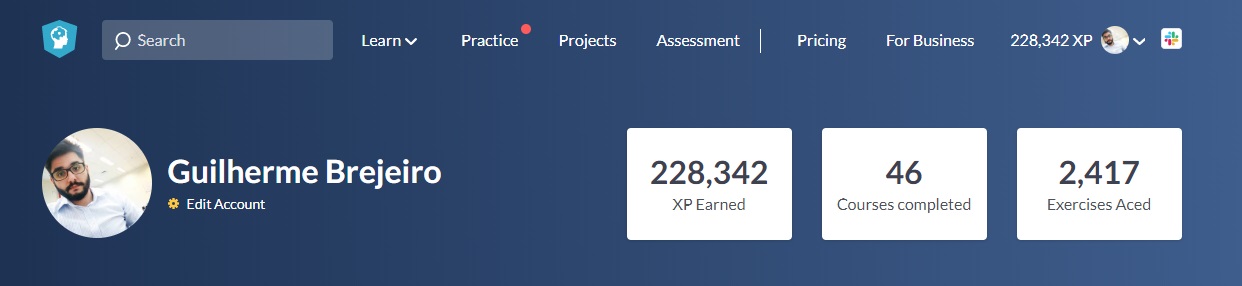 Search Learn Practice Projects Assessment Pricing For Business 228,342 XP
Guilherme Brejeiro
Edit Account
228,342
XP Earned
46
Courses completed
2,417
Exercises Aced